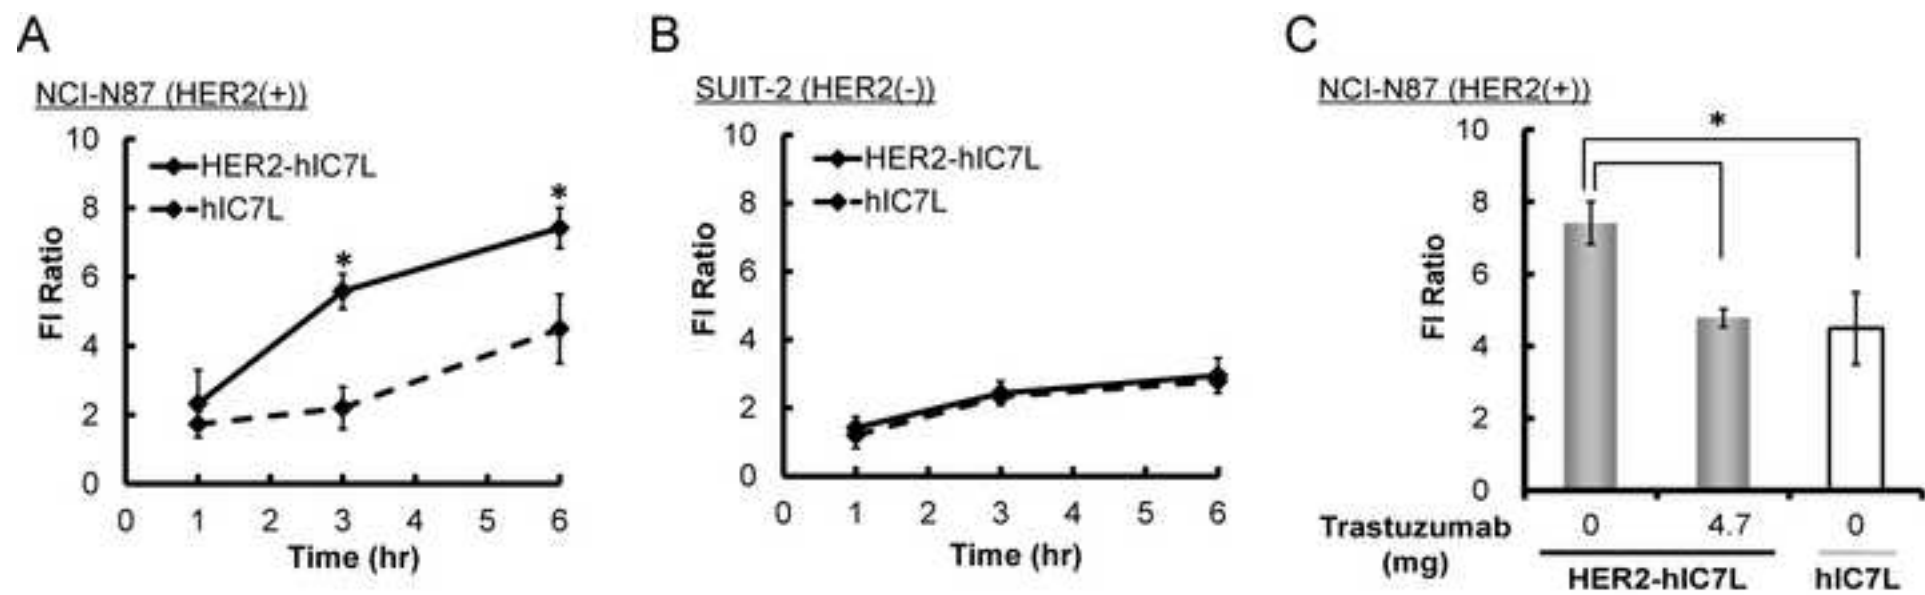 A
NCI-N87 (HER2(+))
10
8
6
4
2
0
FI Ratio
HER2-hIC7L
hIC7L
*
*
0 1 2 3 4 5 6
Time (hr)
B
SUIT-2 (HER2(-))
10
8
6
4
2
0
FI Ratio
HER2-hIC7L
hIC7L
0 1 2 3 4 5 6
Time (hr)
C
NCI-N87 (HER2(+))
*
10
8
6
4
2
0
FI Ratio
Trastuzumab 0 4.7 0
(mg)
HER2-hIC7L hIC7L